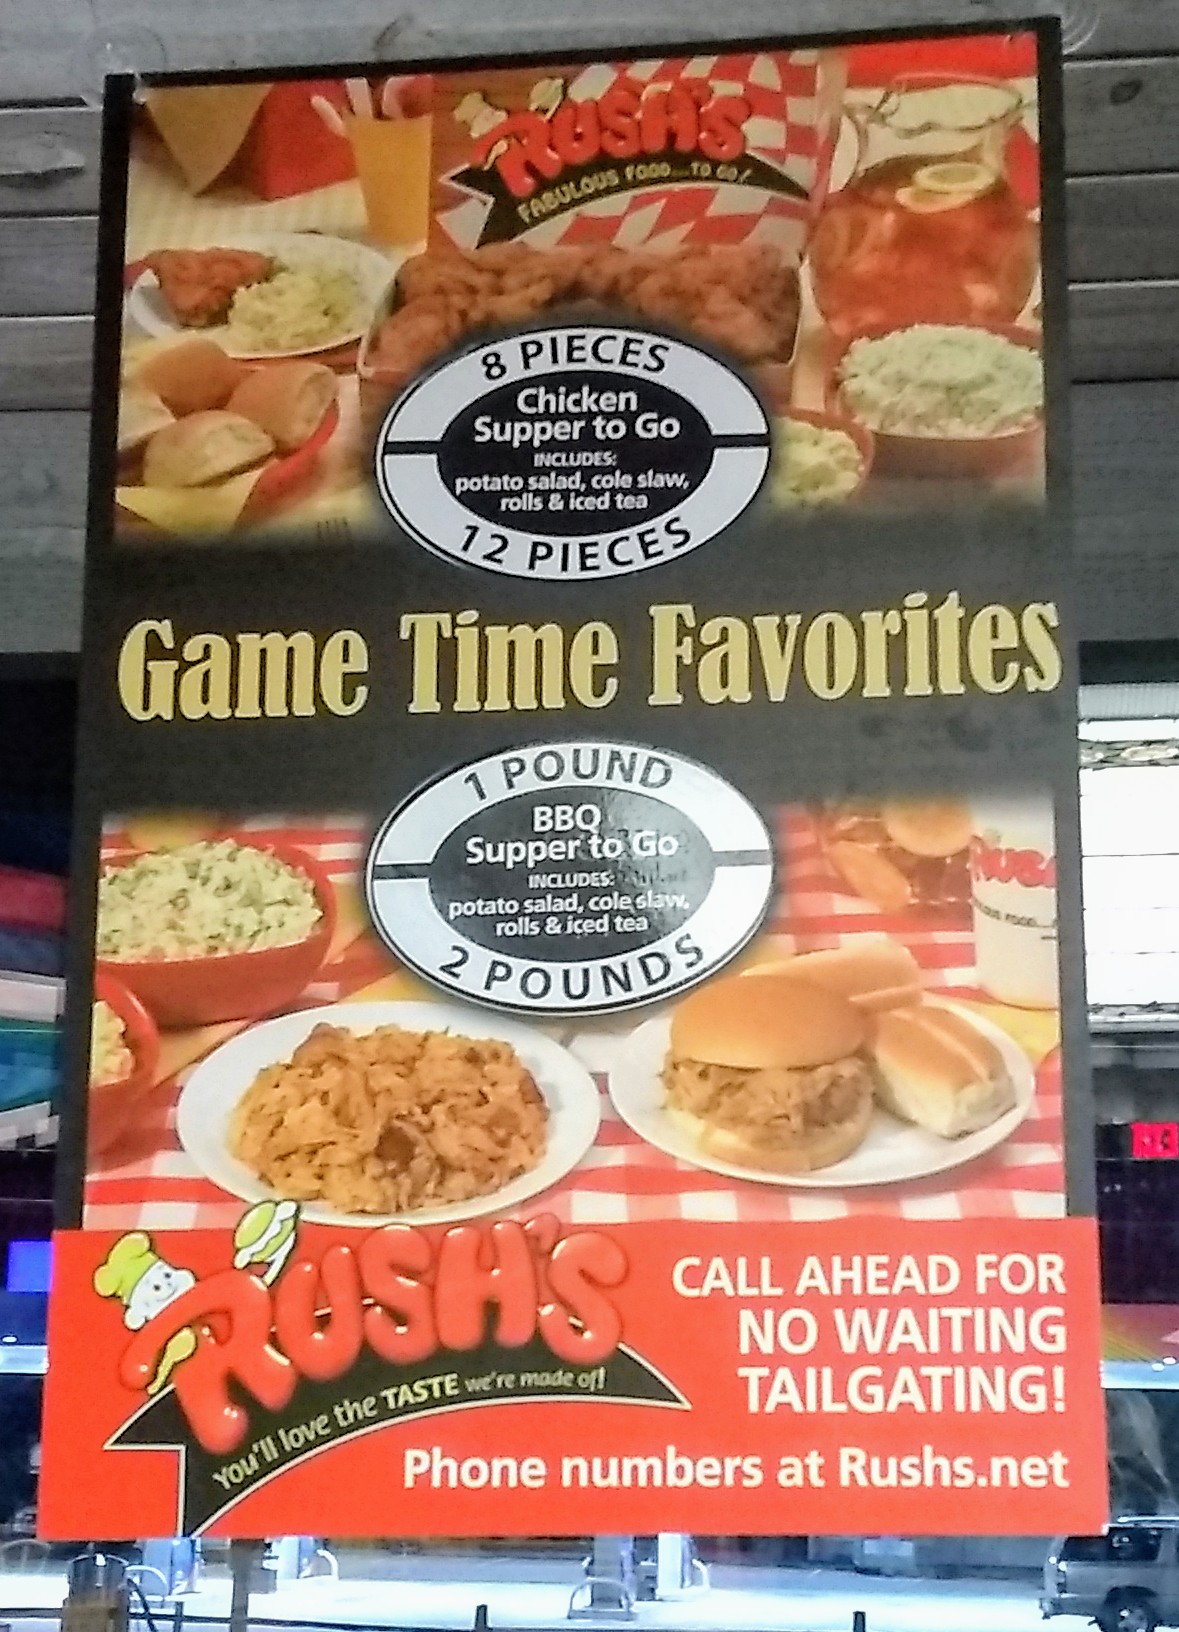 RUSH'S
FABULOUS FOOD...TO GO!
8 PIECES
Chicken
Supper to Go
INCLUDES:
potato salad, cole slaw,
rolls & iced tea
12 PIECES
Game Time Favorites
1 POUND
BBQ
Supper to Go
INCLUDES:
potato salad, cole slaw,
rolls & iced tea
2 POUNDS
RUSH'S
You'll love the TASTE we're made of!
CALL AHEAD FOR
NO WAITING
TAILGATING!
Phone numbers at Rushs.net